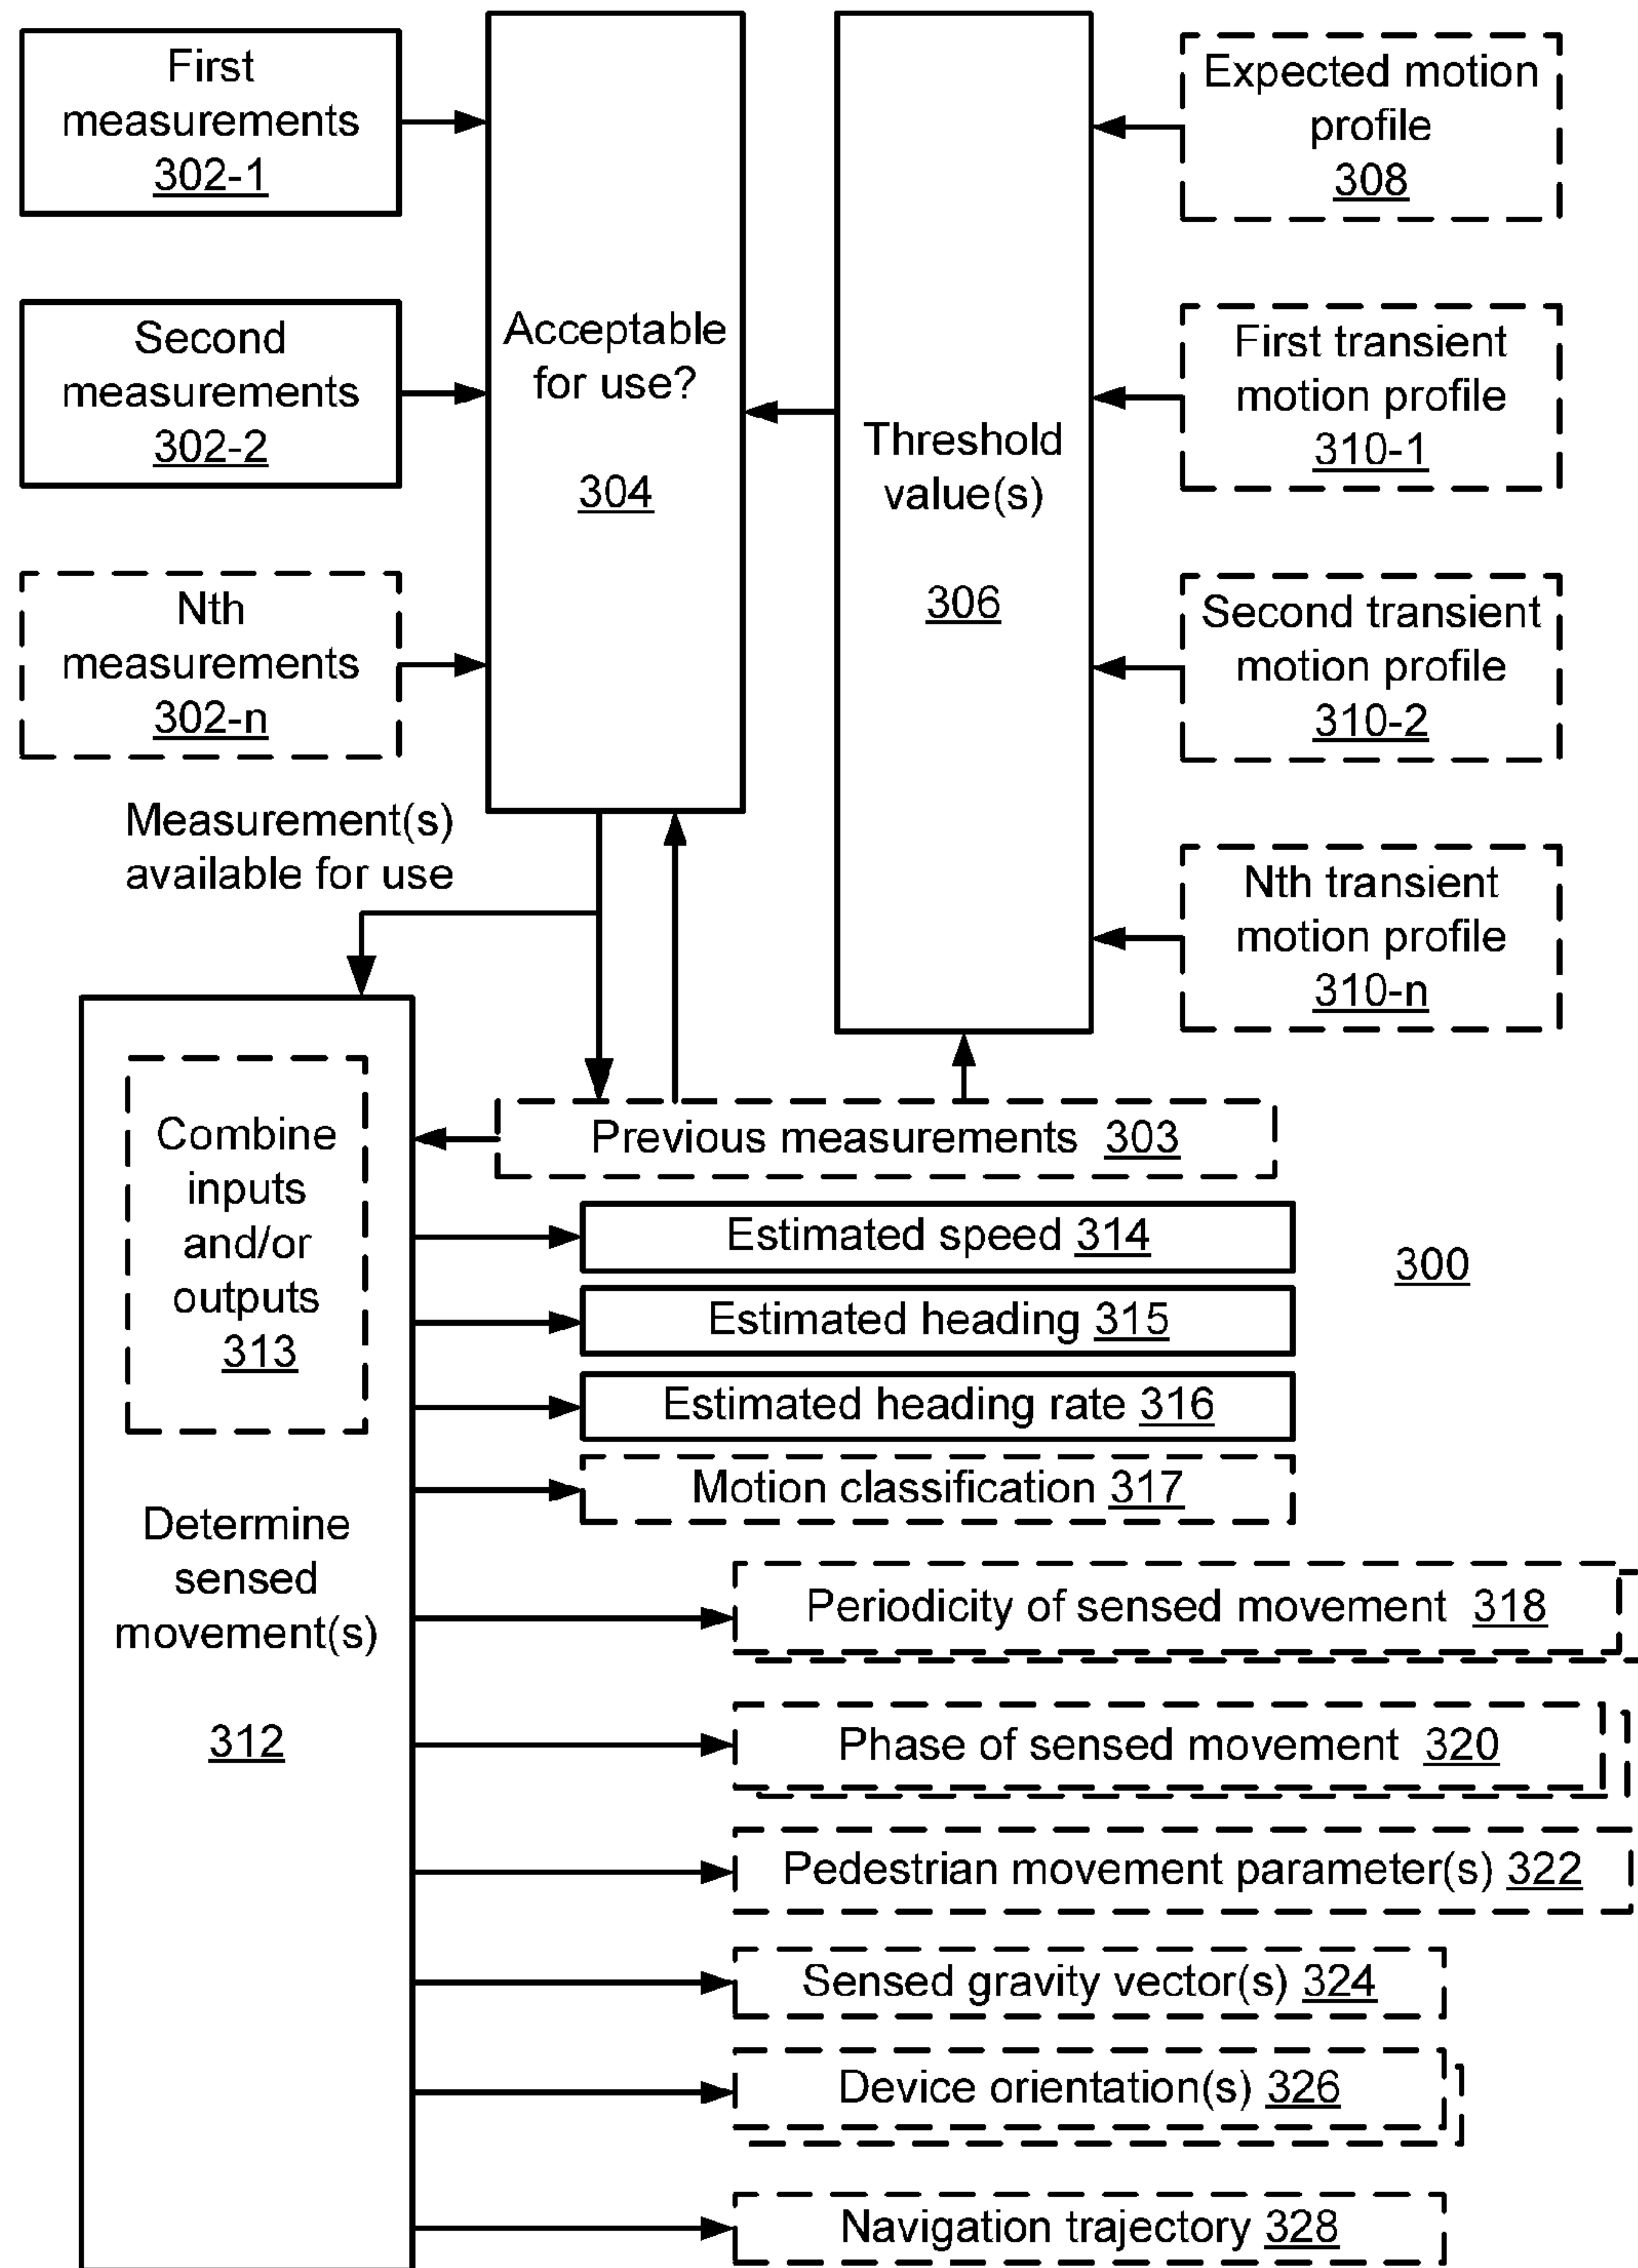 First
measurements
302-1
Second
measurements
302-2
Nth
measurements
302-n
Acceptable
for use?
304
Threshold
value(s)
306
Expected motion
profile
308
First transient
motion profile
310-1
Second transient
motion profile
310-2
Nth transient
motion profile
310-n
Measurement(s)
available for use
Previous measurements 303
Combine
inputs
and/or
outputs
313
Determine
sensed
movement(s)
312
Estimated speed 314
Estimated heading 315
Estimated heading rate 316
Motion classification 317
300
Periodicity of sensed movement 318
Phase of sensed movement 320
Pedestrian movement parameter(s) 322
Sensed gravity vector(s) 324
Device orientation(s) 326
Navigation trajectory 328